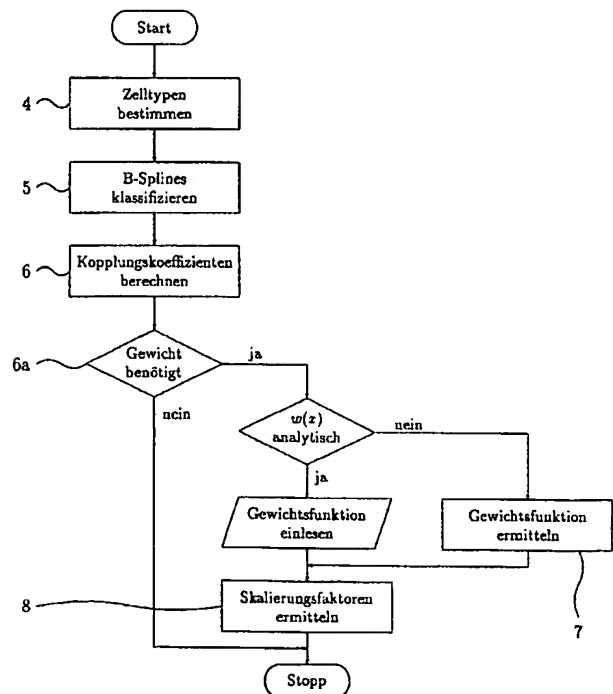 Start
4
Zelltypen
bestimmen
5
B-Splines
klassifizieren
6
Kopplungskoeffizienten
berechnen
6a
Gewicht
benötigt
ja
nein
w(x)
analytisch
nein
ja
Gewichtsfunktion
einlesen
Gewichtsfunktion
ermitteln
7
8
Skalierungsfaktoren
ermitteln
Stopp